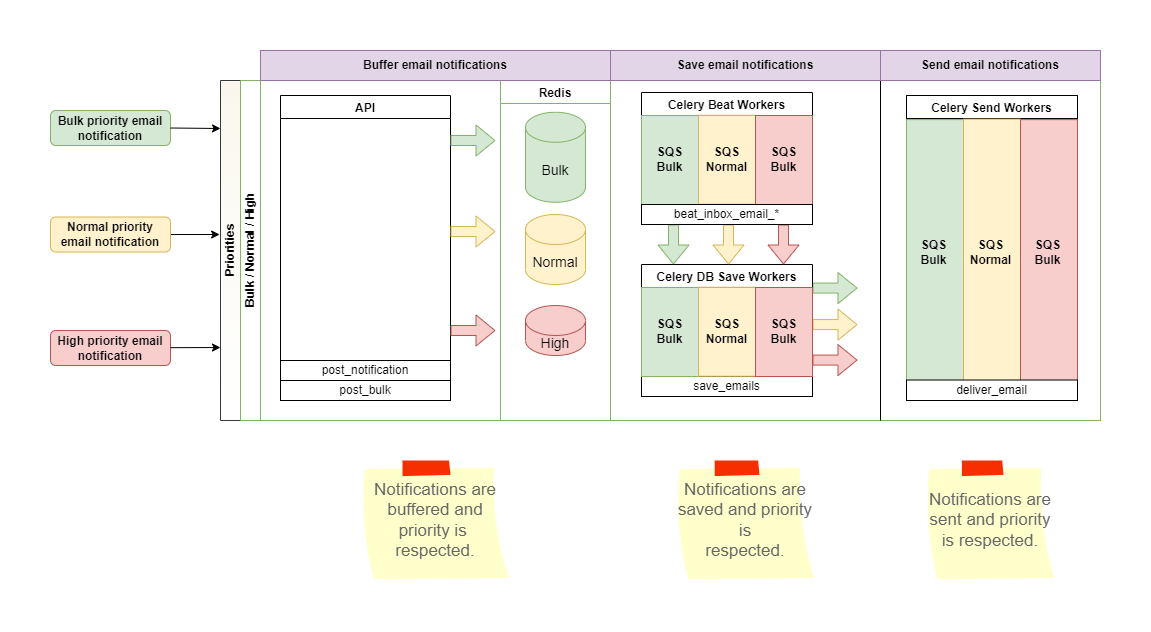 Buffer email notifications
Save email notifications
Send email notifications
Bulk priority email
notification
Normal priority
email notification
High priority email
notification
Priorities
Bulk / Normal / High
API
post_notification
post_bulk
Redis
Bulk
Normal
High
Celery Beat Workers
SQS
Bulk
SQS
Normal
SQS
Bulk
beat_inbox_email_*
Celery DB Save Workers
SQS
Bulk
SQS
Normal
SQS
Bulk
save_emails
Celery Send Workers
SQS
Bulk
SQS
Normal
SQS
Bulk
deliver_email
Notifications are
buffered and
priority is
respected.
Notifications are
saved and priority
is
respected.
Notifications are
sent and priority
is respected.